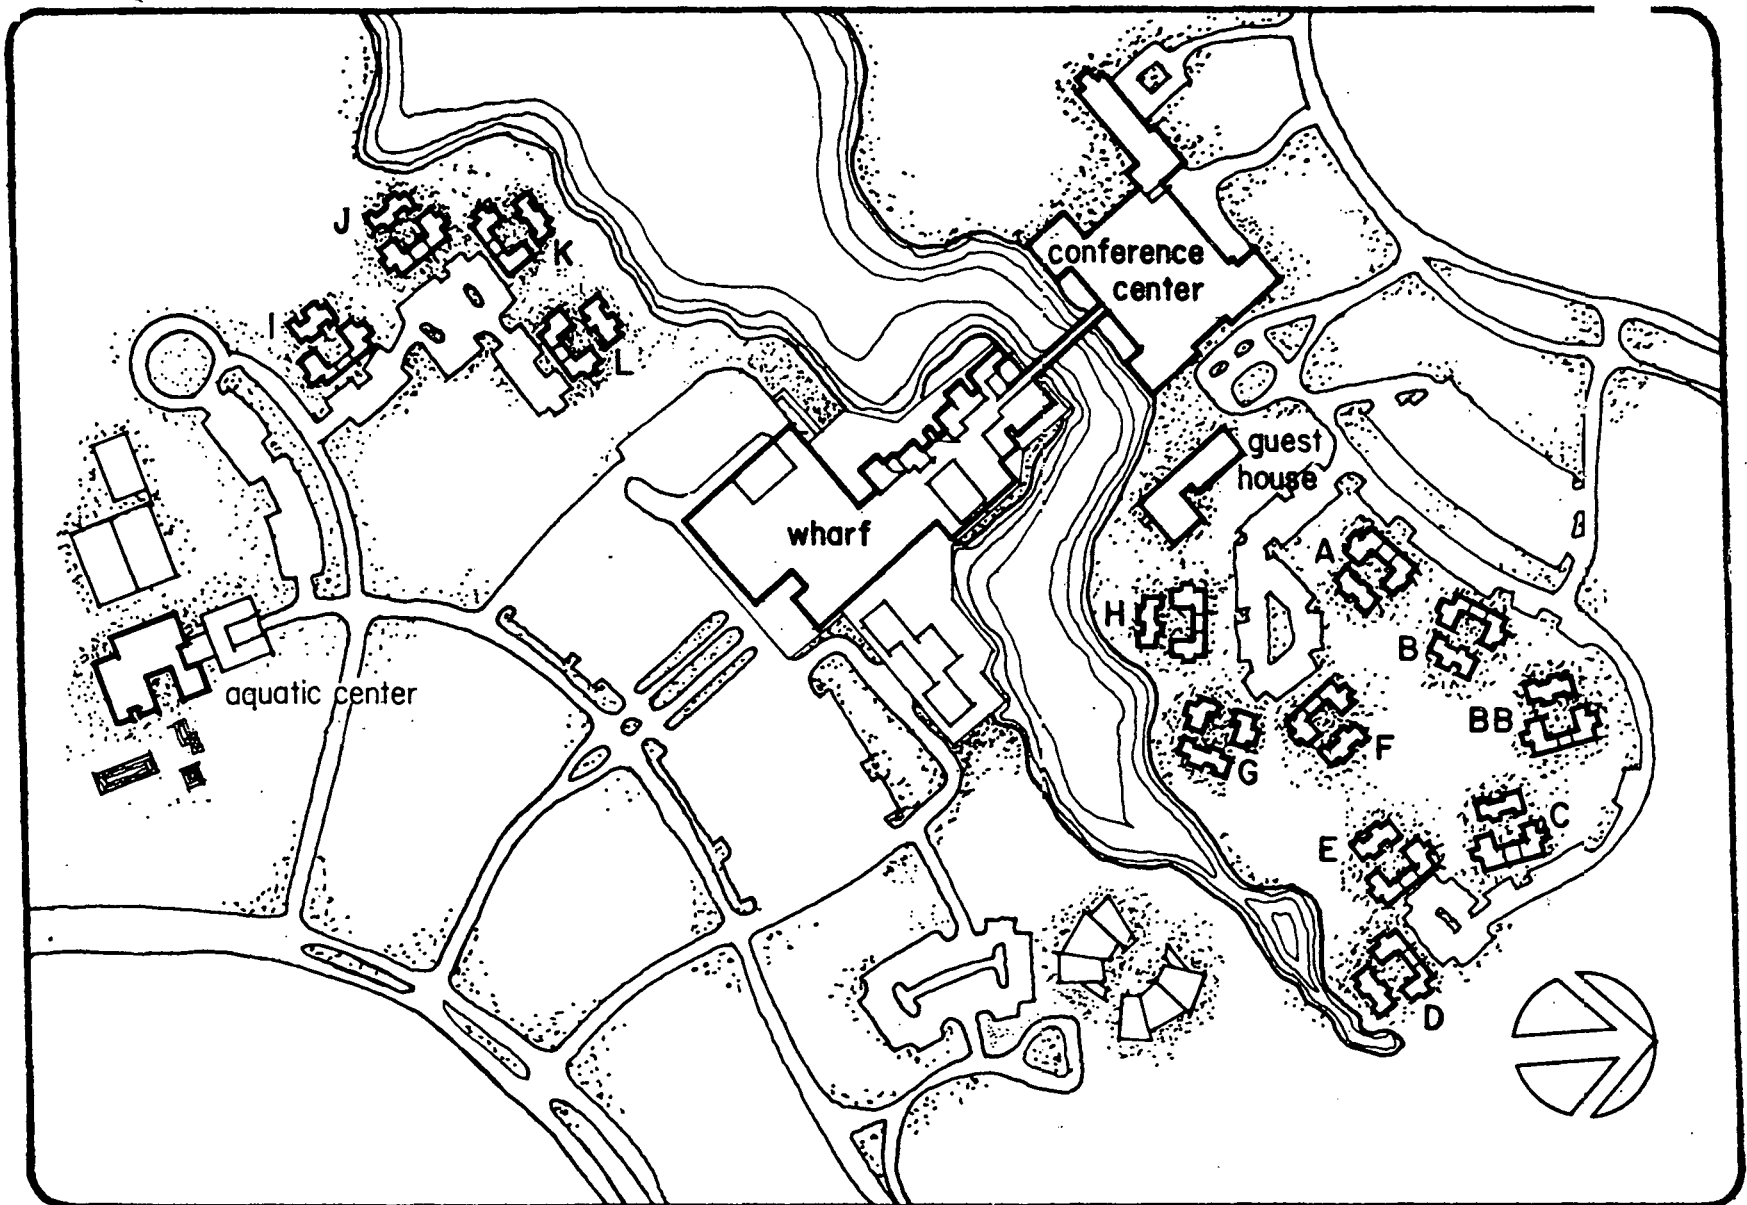 J
K
conference
center
I
L
guest
house
wharf
A
H
B
aquatic center
BB
F
G
C
E
D